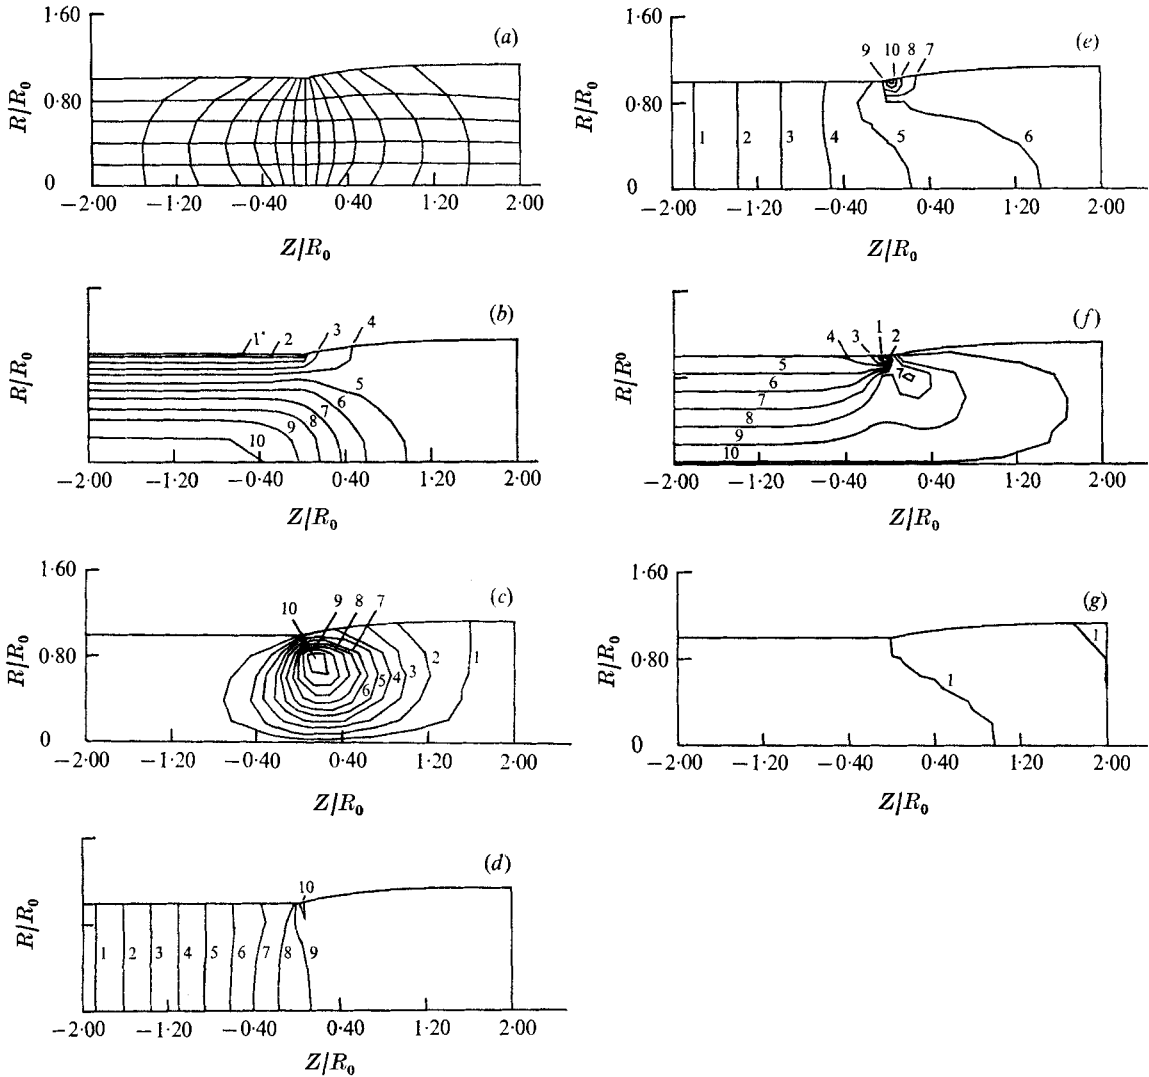 1·60
(a)
R/R₀
0·80
0
−2·00 −1·20 −0·40 0·40 1·20 2·00
Z/R₀
(b)
1 2 3 4
R/R₀
5
6
7
8
9
10
−2·00 −1·20 −0·40 0·40 1·20 2·00
Z/R₀
1·60
(c)
10 9 8 7
R/R₀
0·80
6 5 4 3 2 1
0
−2·00 −1·20 −0·40 0·40 1·20 2·00
Z/R₀
(d)
10
R/R₀
1 2 3 4 5 6 7 8 9
−2·00 −1·20 −0·40 0·40 1·20 2·00
Z/R₀
1·60
(e)
9 10 8 7
R/R₀
0·80
1 2 3 4 5 6
0
−2·00 −1·20 −0·40 0·40 1·20 2·00
Z/R₀
(f)
4 3 1 2
R/R⁰
5
7
6
7
8
9
10
−2·00 −1·20 −0·40 0·40 1·20 2·00
Z/R₀
1·60
(g)
1
R/R₀
0·80
1
0
−2·00 −1·20 −0·40 0·40 1·20 2·00
Z/R₀